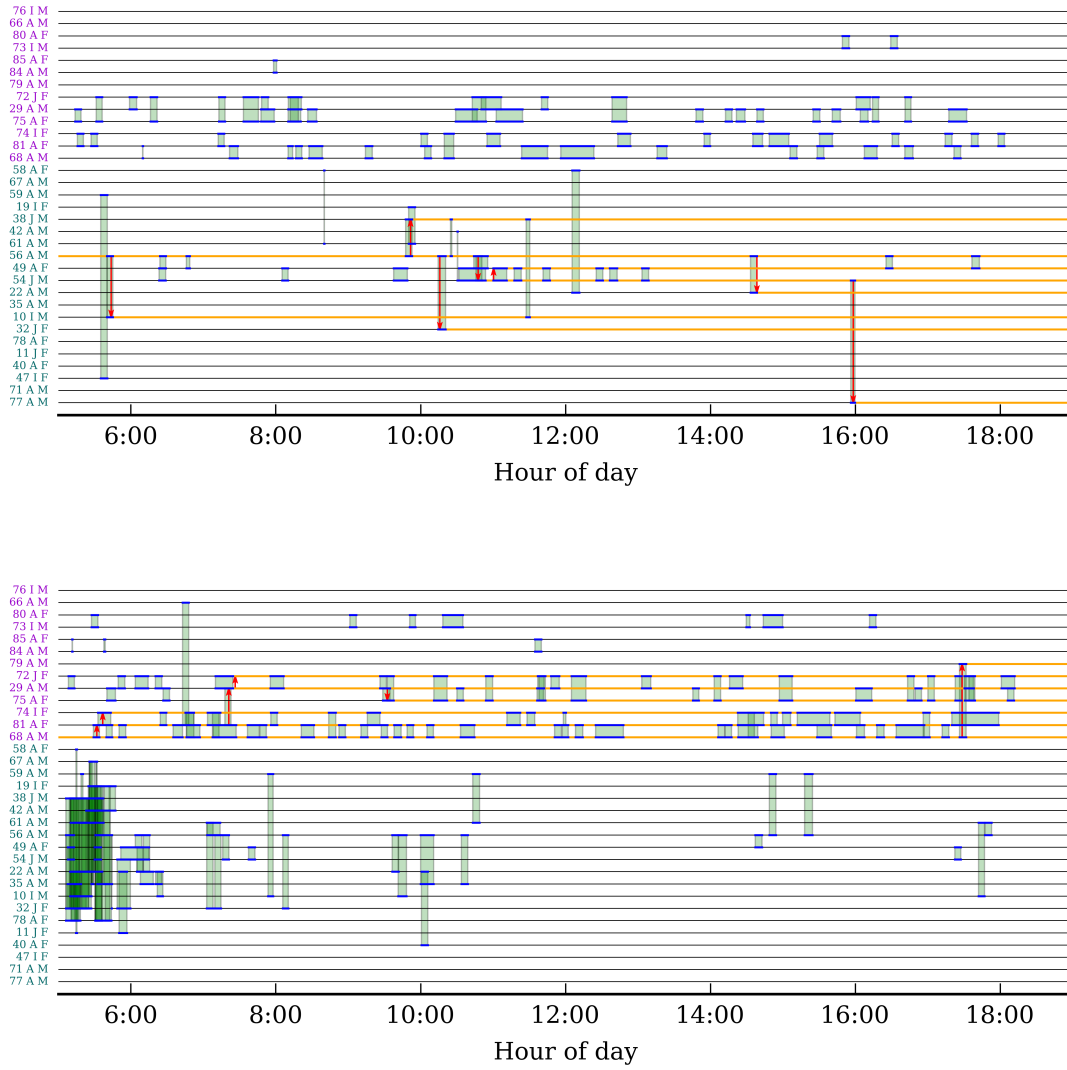 76 I M
66 A M
80 A F
73 I M
85 A F
84 A M
79 A M
72 J F
29 A M
75 A F
74 I F
81 A F
68 A M
58 A F
67 A M
59 A M
19 I F
38 J M
42 A M
61 A M
56 A M
49 A F
54 J M
22 A M
35 A M
10 I M
32 J F
78 A F
11 J F
40 A F
47 I F
71 A M
77 A M
6:00 8:00 10:00 12:00 14:00 16:00 18:00
Hour of day
76 I M
66 A M
80 A F
73 I M
85 A F
84 A M
79 A M
72 J F
29 A M
75 A F
74 I F
81 A F
68 A M
58 A F
67 A M
59 A M
19 I F
38 J M
42 A M
61 A M
56 A M
49 A F
54 J M
22 A M
35 A M
10 I M
32 J F
78 A F
11 J F
40 A F
47 I F
71 A M
77 A M
6:00 8:00 10:00 12:00 14:00 16:00 18:00
Hour of day